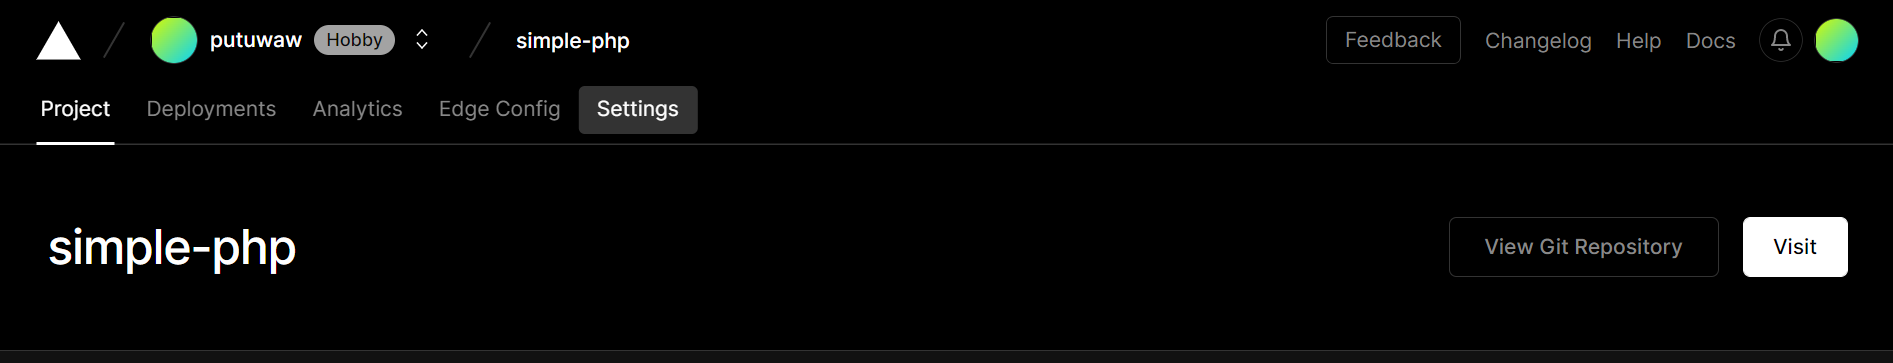 putuwaw Hobby simple-php Feedback Changelog Help Docs
Project Deployments Analytics Edge Config Settings
simple-php View Git Repository Visit